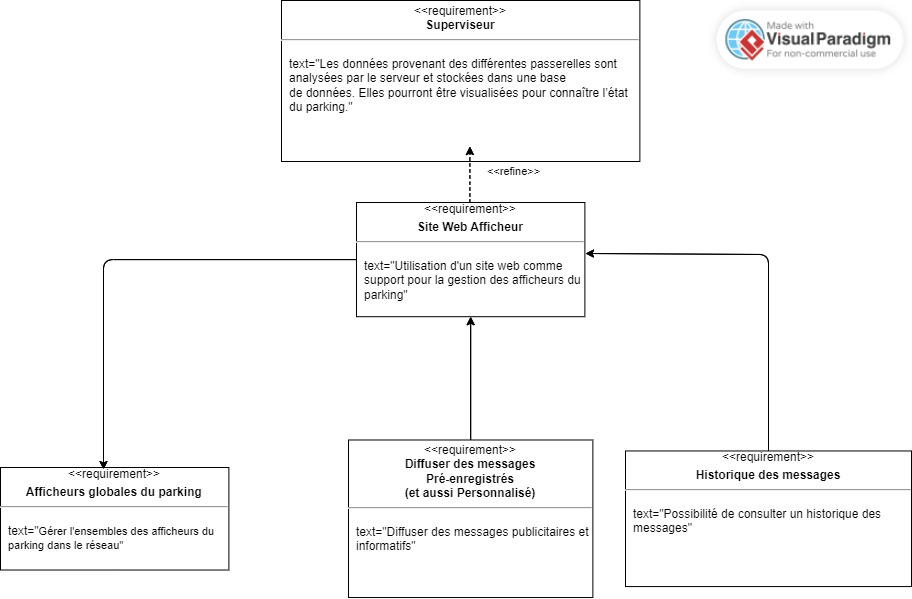 <<requirement>>
Superviseur
text="Les données provenant des différentes passerelles sont
analysées par le serveur et stockées dans une base
de données. Elles pourront être visualisées pour connaître l'état
du parking."
Made with
VisualParadigm
For non-commercial use
<<refine>>
<<requirement>>
Site Web Afficheur
text="Utilisation d'un site web comme
support pour la gestion des afficheurs du
parking"
<<requirement>>
Afficheurs globales du parking
text="Gérer l'ensembles des afficheurs du
parking dans le réseau"
<<requirement>>
Diffuser des messages
Pré-enregistrés
(et aussi Personnalisé)
text="Diffuser des messages publicitaires et
informatifs"
<<requirement>>
Historique des messages
text="Possibilité de consulter un historique des
messages"